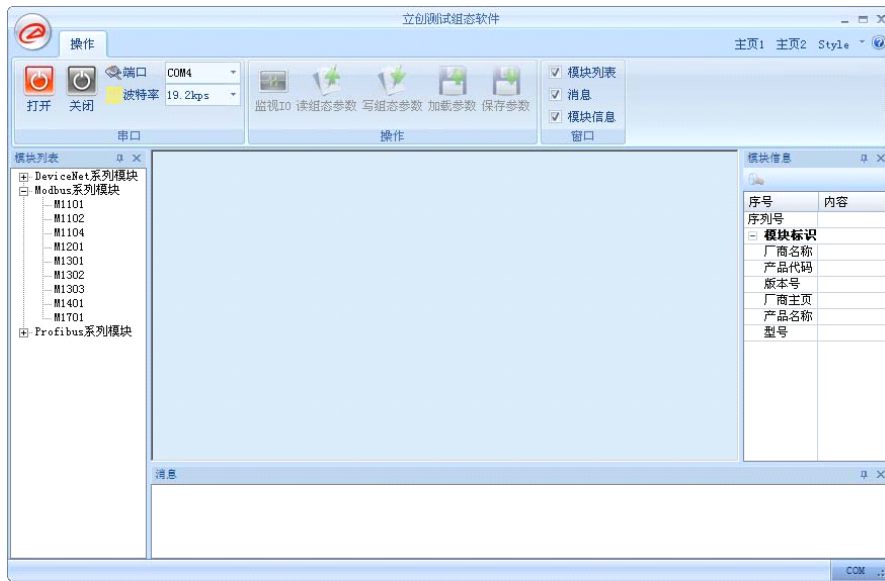 立创测试组态软件
操作
主页1 主页2 Style
打开
关闭
端口 COM4
波特率 19.2kps
串口
监视IO 读组态参数 写组态参数 加载参数 保存参数
操作
模块列表
消息
模块信息
窗口
模块列表
DeviceNet系列模块
Modbus系列模块
M1101
M1102
M1104
M1201
M1301
M1302
M1303
M1401
M1701
Profibus系列模块
模块信息
序号 内容
序列号
模块标识
厂商名称
产品代码
版本号
厂商主页
产品名称
型号
消息
COM